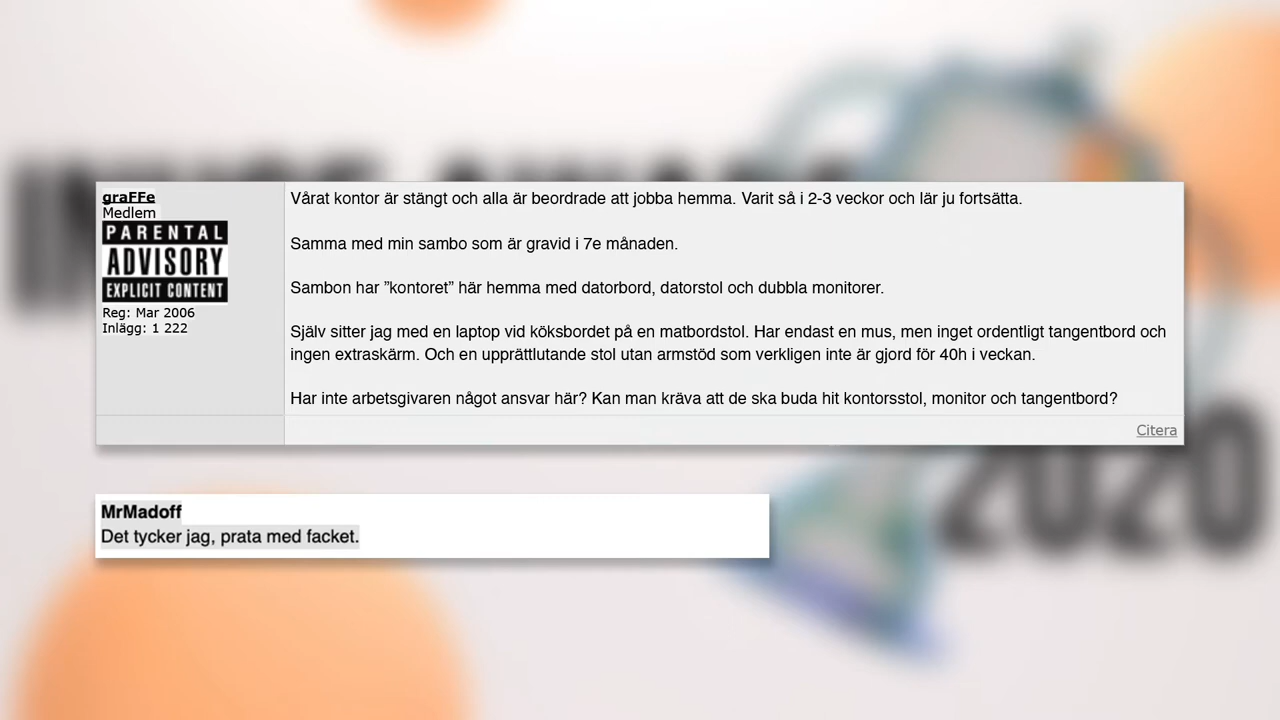 graFFe
Medlem
PARENTAL
ADVISORY
EXPLICIT CONTENT
Reg: Mar 2006
Inlägg: 1 222
Vårat kontor är stängt och alla är beordrade att jobba hemma. Varit så i 2-3 veckor och lär ju fortsätta.
Samma med min sambo som är gravid i 7e månaden.
Sambon har ”kontoret” här hemma med datorbord, datorstol och dubbla monitorer.
Själv sitter jag med en laptop vid köksbordet på en matbordstol. Har endast en mus, men inget ordentligt tangentbord och
ingen extraskärm. Och en upprättlutande stol utan armstöd som verkligen inte är gjord för 40h i veckan.
Har inte arbetsgivaren något ansvar här? Kan man kräva att de ska buda hit kontorsstol, monitor och tangentbord?
Citera
MrMadoff
Det tycker jag, prata med facket.
2020